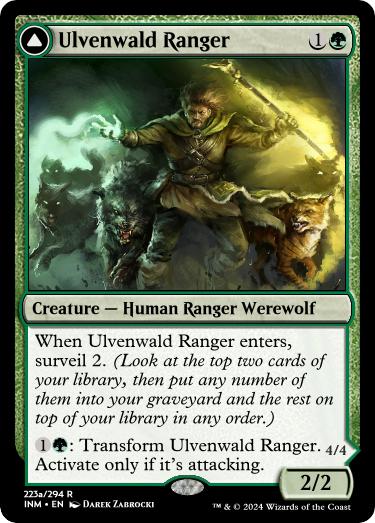 Ulvenwald Ranger 1
Creature — Human Ranger Werewolf
When Ulvenwald Ranger enters,
surveil 2. (Look at the top two cards of
your library, then put any number of
them into your graveyard and the rest on
top of your library in any order.)
1 : Transform Ulvenwald Ranger.
Activate only if it's attacking.
4/4
2/2
223a/294 R
INM • EN Darek Zabrocki
™ & © 2024 Wizards of the Coast